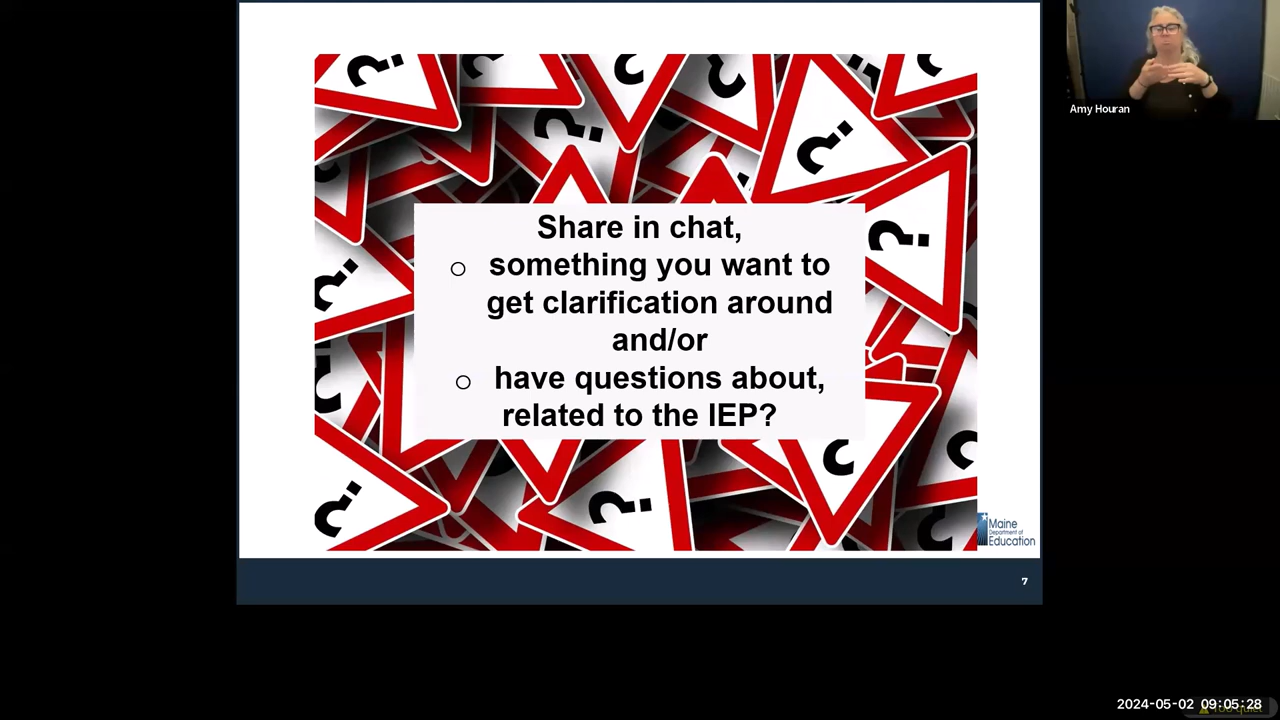 Amy Houran
Share in chat,
o something you want to
get clarification around
and/or
o have questions about,
related to the IEP?
Maine
Department of
Education
7
2024-05-02 09:05:28